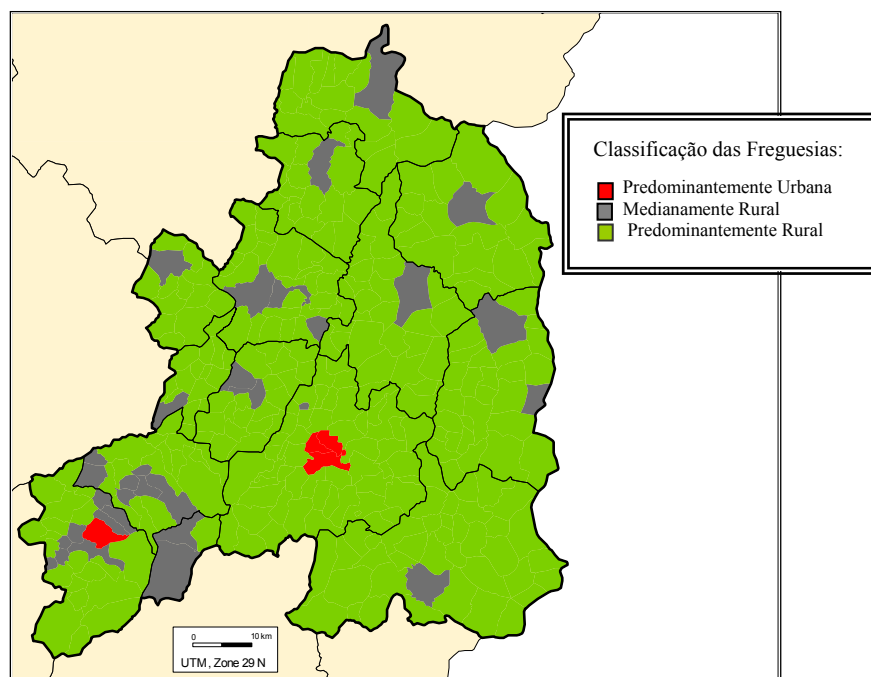 Classificação das Freguesias:
Predominantemente Urbana
Medianamente Rural
Predominantemente Rural
0 10 km
UTM, Zone 29 N